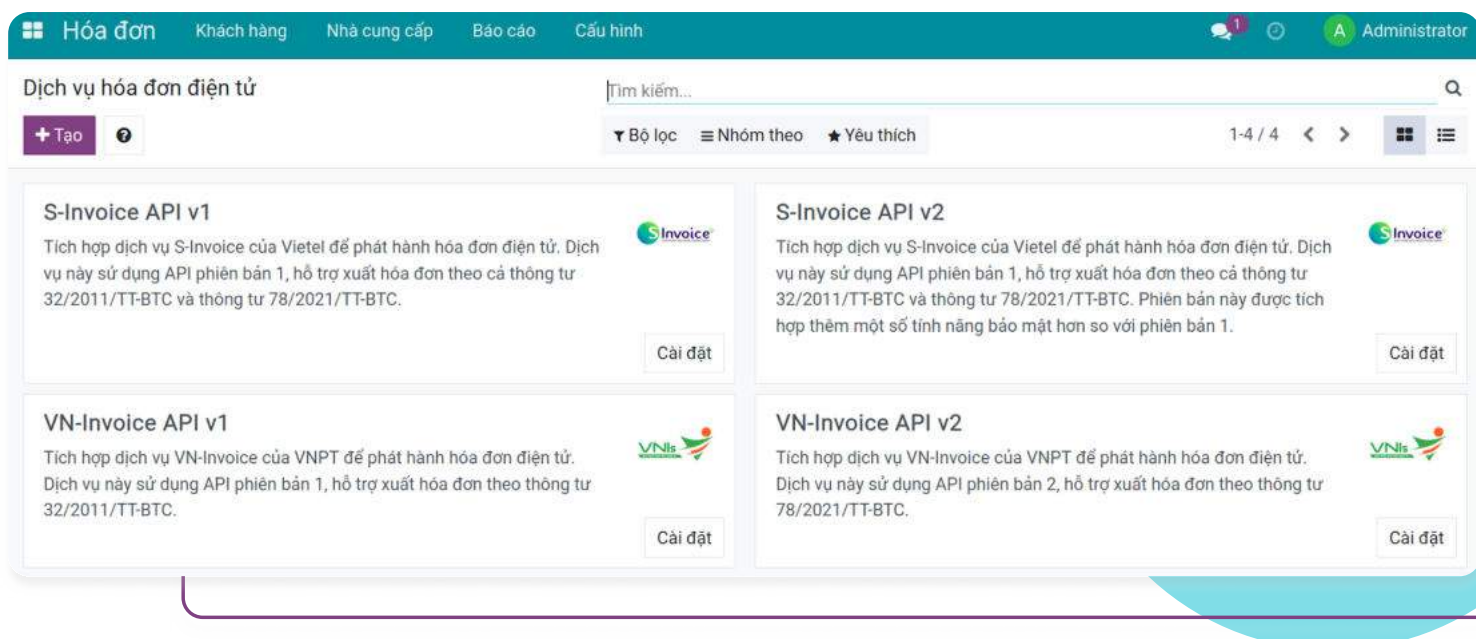 Hóa đơn Khách hàng Nhà cung cấp Báo cáo Cấu hình 1 A Administrator
Dịch vụ hóa đơn điện tử
Tìm kiếm...
+ Tạo ?
Bộ lọc Nhóm theo Yêu thích
1-4 / 4
S-Invoice API v1
Tích hợp dịch vụ S-Invoice của Vietel để phát hành hóa đơn điện tử. Dịch
vụ này sử dụng API phiên bản 1, hỗ trợ xuất hóa đơn theo cả thông tư
32/2011/TT-BTC và thông tư 78/2021/TT-BTC.
S Invoice
Cài đặt
S-Invoice API v2
Tích hợp dịch vụ S-Invoice của Vietel để phát hành hóa đơn điện tử. Dịch
vụ này sử dụng API phiên bản 1, hỗ trợ xuất hóa đơn theo cả thông tư
32/2011/TT-BTC và thông tư 78/2021/TT-BTC. Phiên bản này được tích
hợp thêm một số tính năng bảo mật hơn so với phiên bản 1.
S Invoice
Cài đặt
VN-Invoice API v1
Tích hợp dịch vụ VN-Invoice của VNPT để phát hành hóa đơn điện tử.
Dịch vụ này sử dụng API phiên bản 1, hỗ trợ xuất hóa đơn theo thông tư
32/2011/TT-BTC.
VNIs
Cài đặt
VN-Invoice API v2
Tích hợp dịch vụ VN-Invoice của VNPT để phát hành hóa đơn điện tử.
Dịch vụ này sử dụng API phiên bản 2, hỗ trợ xuất hóa đơn theo thông tư
78/2021/TT-BTC.
VNIs
Cài đặt